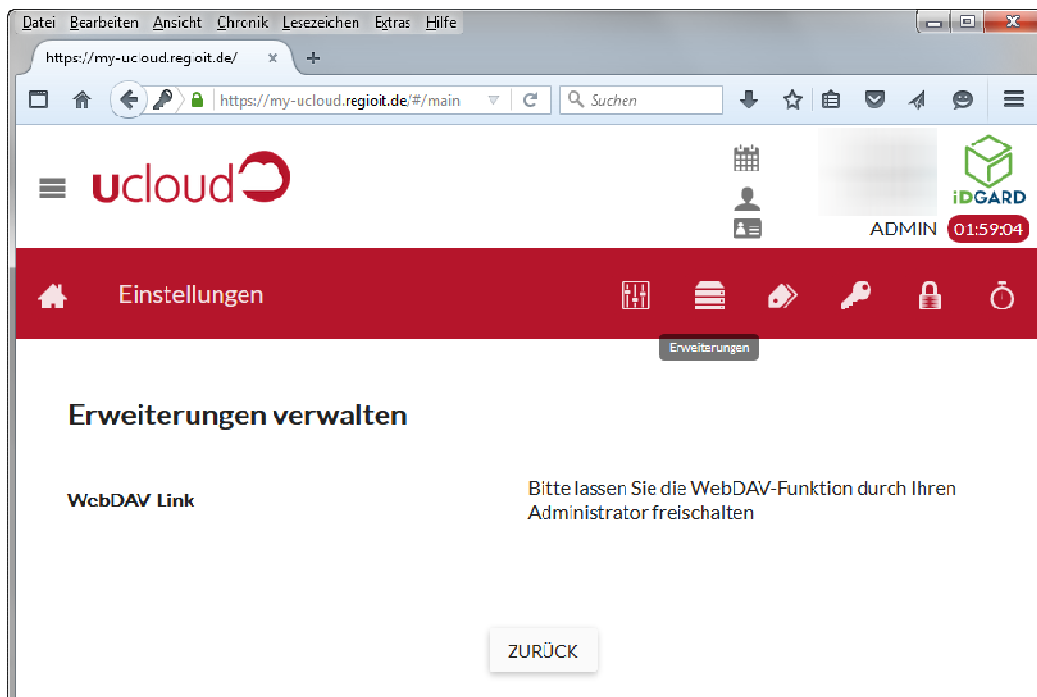 Datei Bearbeiten Ansicht Chronik Lesezeichen Extras Hilfe
https://my-ucloud.regioit.de/
https://my-ucloud.regioit.de/#/main
Suchen
ucloud
iDGARD
ADMIN
01:59:04
Einstellungen
Erweiterungen
Erweiterungen verwalten
WebDAV Link
Bitte lassen Sie die WebDAV-Funktion durch Ihren
Administrator freischalten
ZURÜCK